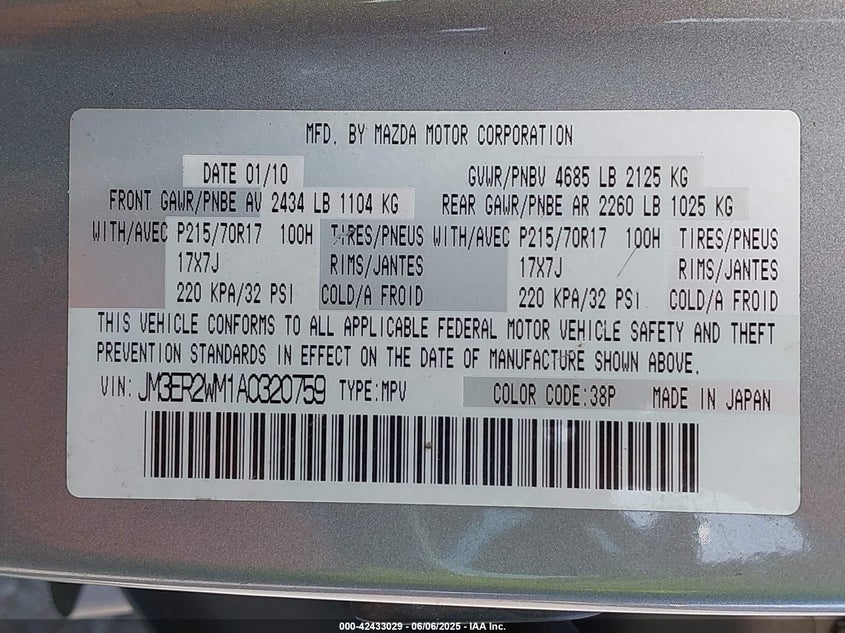 MFD. BY MAZDA MOTOR CORPORATION
DATE 01/10 GVWR/PNBV 4685 LB 2125 KG
FRONT GAWR/PNBE AV 2434 LB 1104 KG REAR GAWR/PNBE AR 2260 LB 1025 KG
WITH/AVEC P215/70R17 100H TIRES/PNEUS WITH/AVEC P215/70R17 100H TIRES/PNEUS
17X7J RIMS/JANTES 17X7J RIMS/JANTES
220 KPA/32 PSI COLD/A FROID 220 KPA/32 PSI COLD/A FROID
THIS VEHICLE CONFORMS TO ALL APPLICABLE FEDERAL MOTOR VEHICLE SAFETY AND THEFT
PREVENTION STANDARDS IN EFFECT ON THE DATE OF MANUFACTURE SHOWN ABOVE.
VIN: JM3ER2WM1A0320759 TYPE:MPV COLOR CODE:38P MADE IN JAPAN
000-42433029 - 06/06/2025 - IAA Inc.